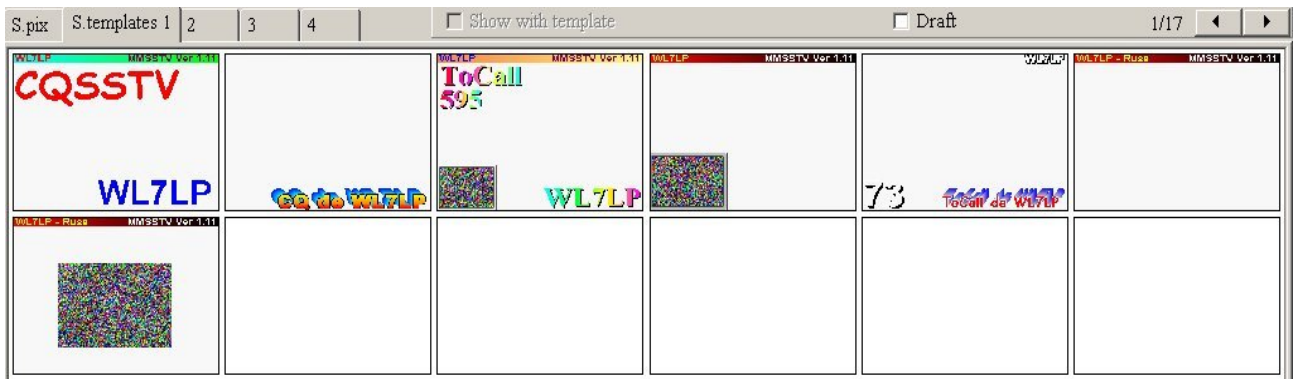 S.pix S.templates 1 2 3 4 Show with template Draft 1/17
WL7LP MMSSTV Ver 1.11
CQSSTV
WL7LP
CQ de WL7LP
WL7LP MMSSTV Ver 1.11
ToCall
595
WL7LP
WL7LP MMSSTV Ver 1.11
WL7LP
73 ToCall de WL7LP
WL7LP - Russ MMSSTV Ver 1.11
WL7LP - Russ MMSSTV Ver 1.11